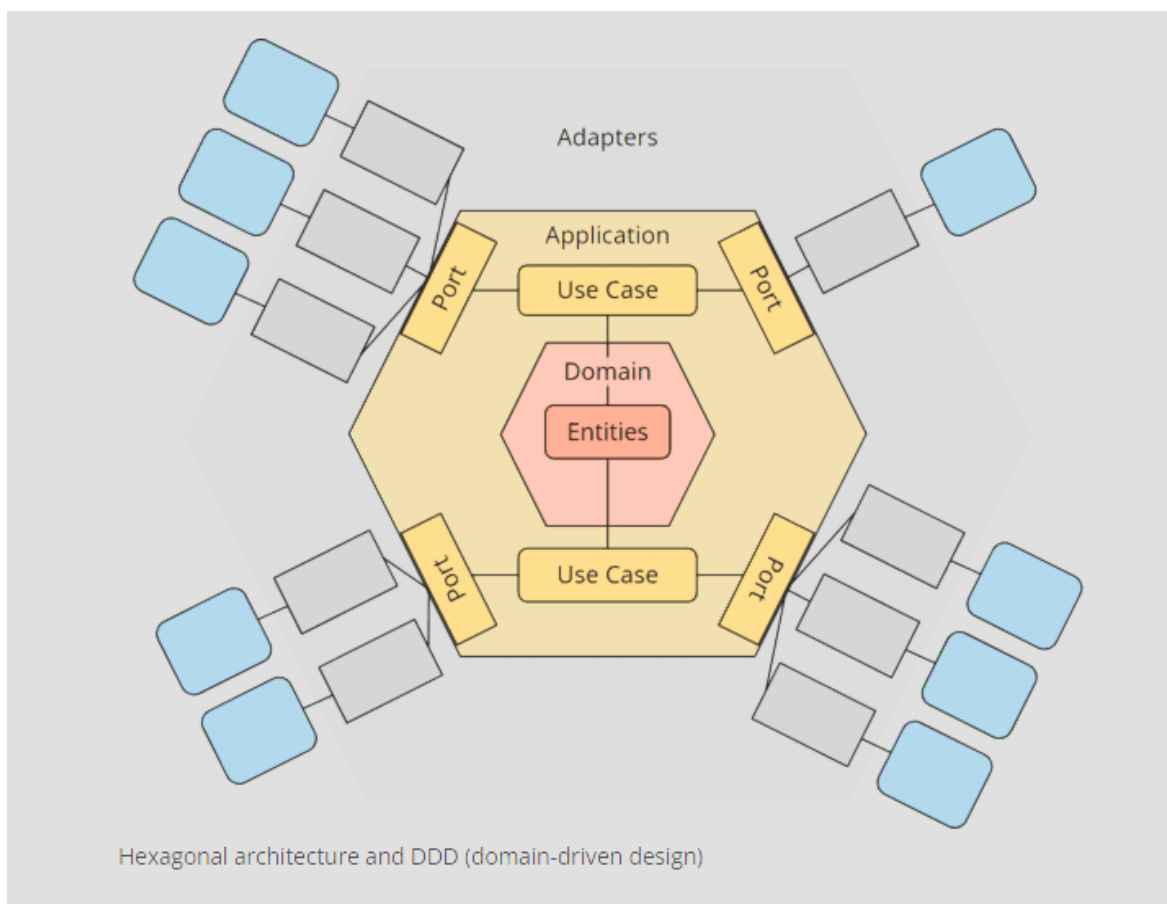 Adapters
Application
Port
Use Case
Port
Domain
Entities
Port
Use Case
Port
Hexagonal architecture and DDD (domain-driven design)